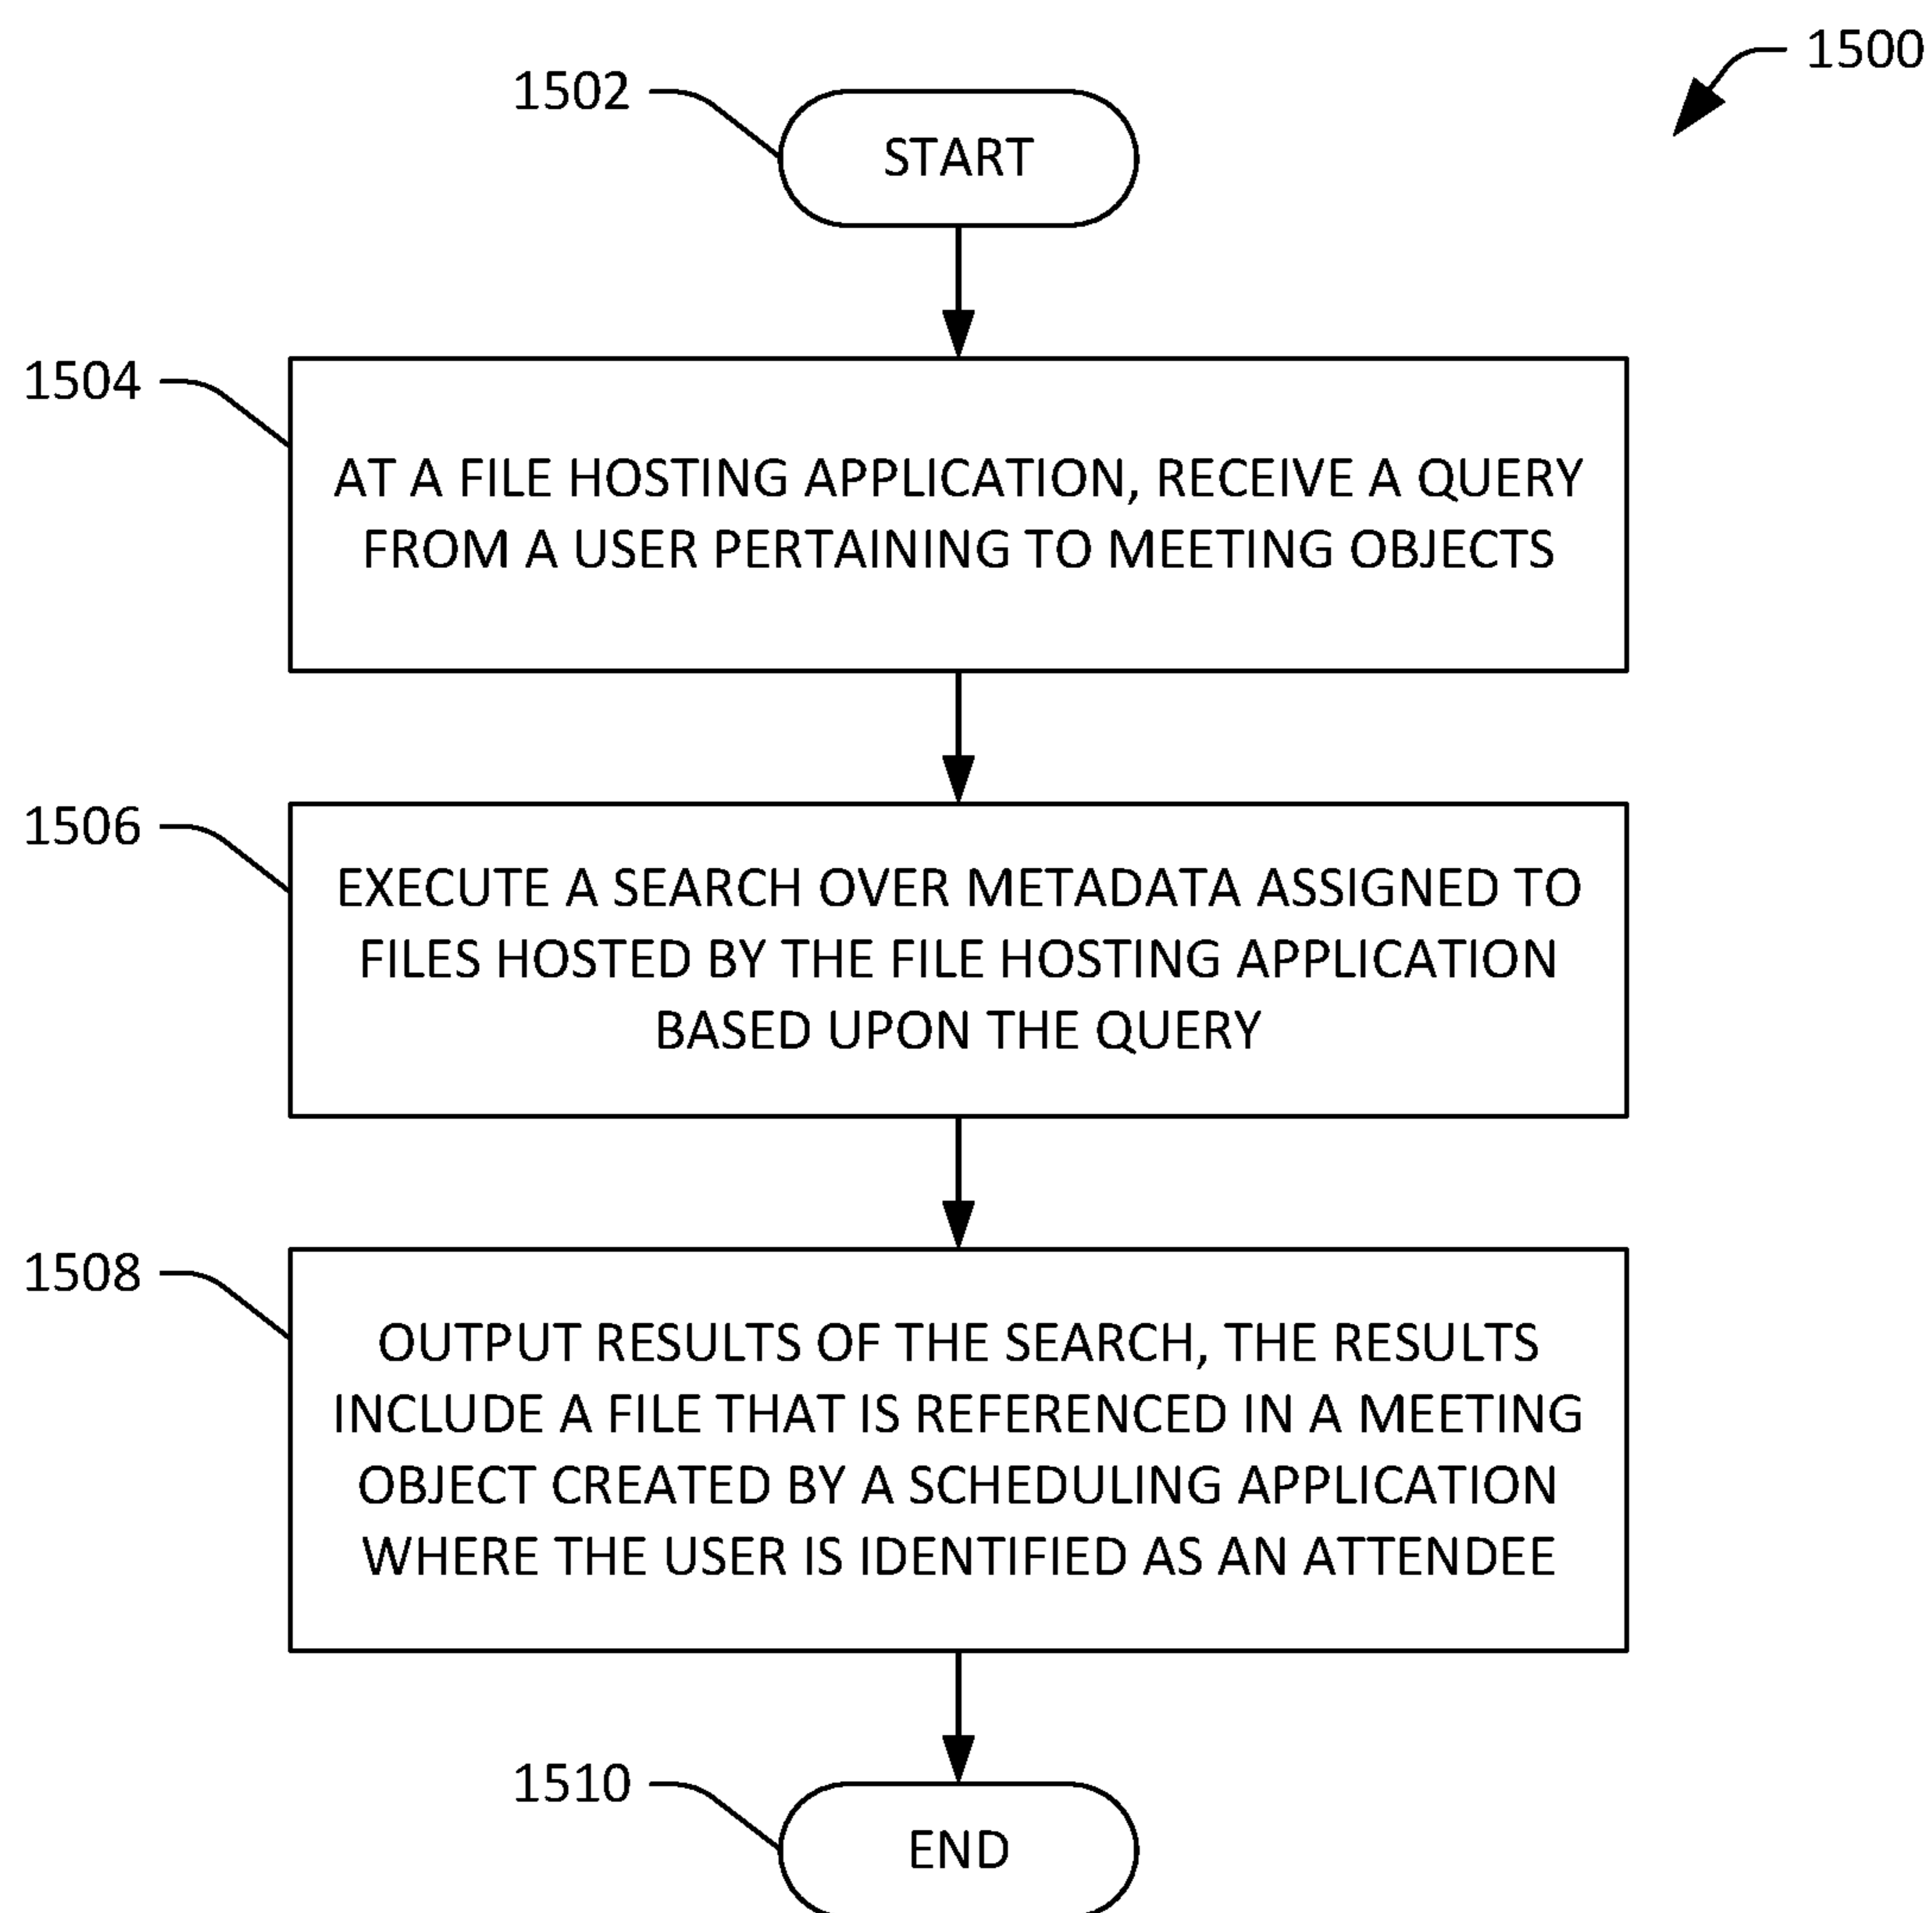 1500
1502
START
1504
AT A FILE HOSTING APPLICATION, RECEIVE A QUERY
FROM A USER PERTAINING TO MEETING OBJECTS
1506
EXECUTE A SEARCH OVER METADATA ASSIGNED TO
FILES HOSTED BY THE FILE HOSTING APPLICATION
BASED UPON THE QUERY
1508
OUTPUT RESULTS OF THE SEARCH, THE RESULTS
INCLUDE A FILE THAT IS REFERENCED IN A MEETING
OBJECT CREATED BY A SCHEDULING APPLICATION
WHERE THE USER IS IDENTIFIED AS AN ATTENDEE
1510
END